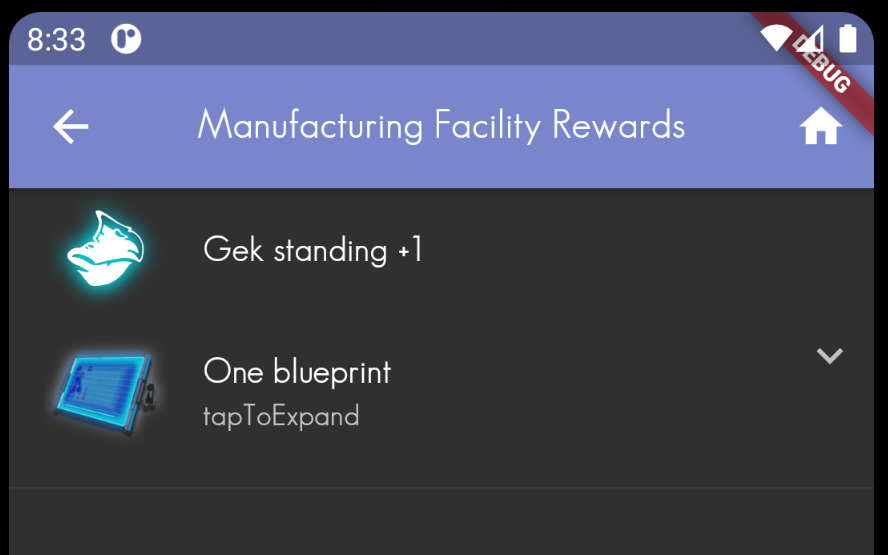 8:33
DEBUG
Manufacturing Facility Rewards
Gek standing +1
One blueprint
tapToExpand